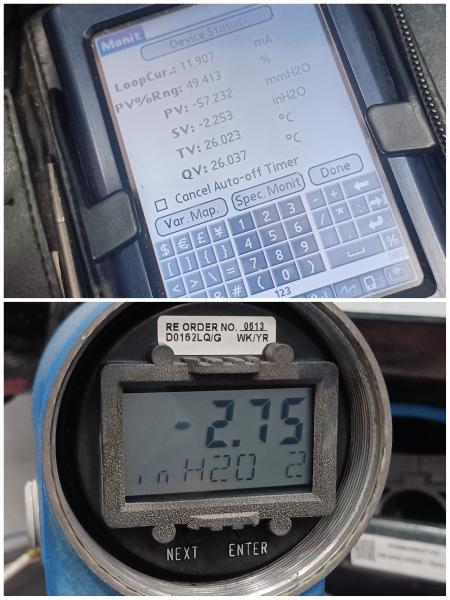 Monit
Device Status
LoopCur.: 11.907 mA
PV%Rng: 49.413 %
PV: -57.232 mmH2O
SV: -2.253 inH2O
TV: 26.023 °C
QV: 26.037 °C
Cancel Auto-off Timer
Var. Map. Spec. Monit Done
$ € £ ¥ 1 2 3 - +
[ ] { } 4 5 6 / *
< > \ = 7 8 9
# ( 0 ) %
123
RE ORDER NO. 0613
D0162LQ/G WK/YR
-2.75
inH2O 2
NEXT ENTER